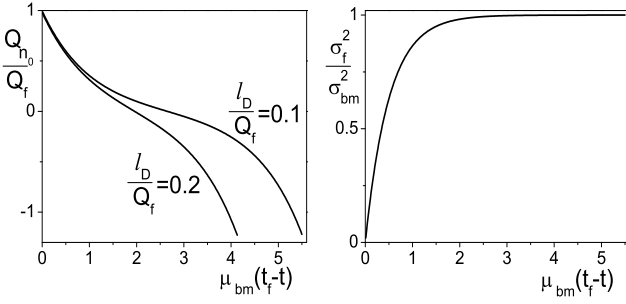 Q_{n_0}
Q_f
1
0
-1
l_D
Q_f
=0.1
l_D
Q_f
=0.2
0 1 2 3 4 5
μ_{bm}(t_f-t)
σ_f^2
σ_{bm}^2
1
0.5
0
0 1 2 3 4 5
μ_{bm}(t_f-t)